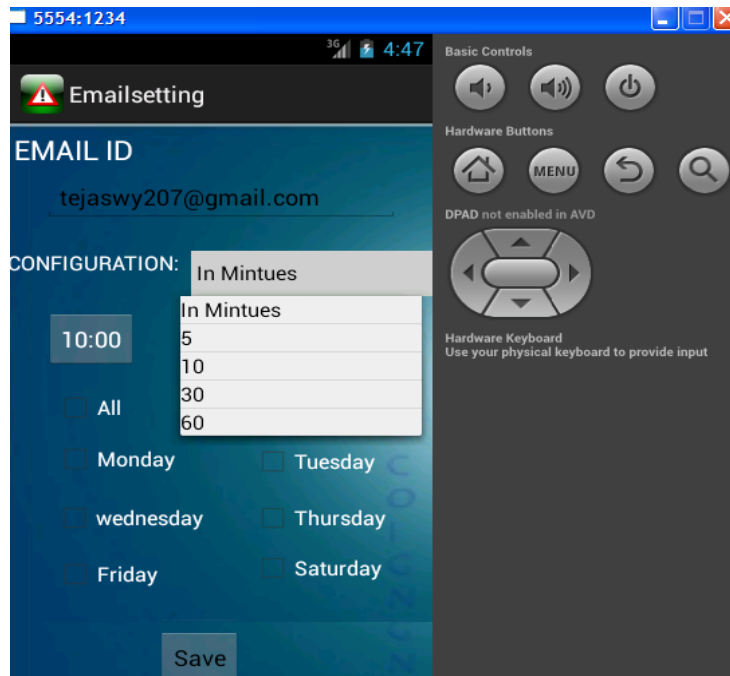 5554:1234
3G 4:47
Emailsetting
EMAIL ID
tejaswy207@gmail.com
CONFIGURATION: In Mintues
In Mintues
10:00
5
10
30
60
All
Monday Tuesday
wednesday Thursday
Friday Saturday
Save
Basic Controls
Hardware Buttons
MENU
DPAD not enabled in AVD
Hardware Keyboard
Use your physical keyboard to provide input